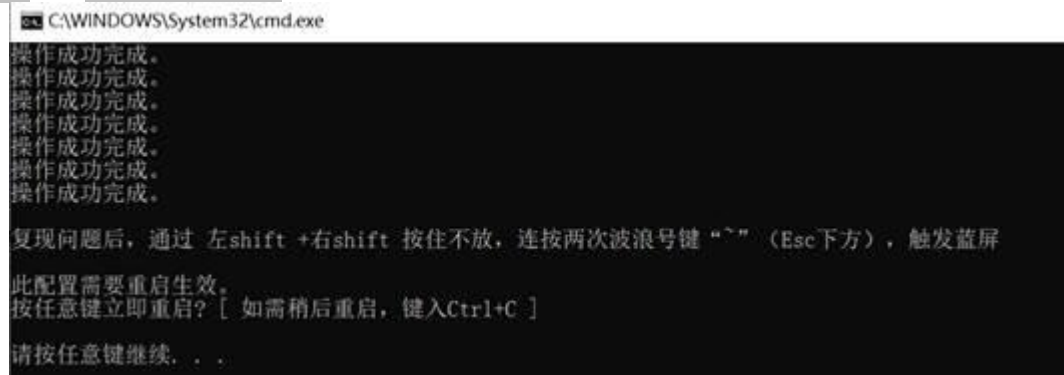 C:\WINDOWS\System32\cmd.exe
操作成功完成。
操作成功完成。
操作成功完成。
操作成功完成。
操作成功完成。
操作成功完成。
操作成功完成。
复现问题后，通过 左shift +右shift 按住不放，连按两次波浪号键“~”（Esc下方），触发蓝屏
此配置需要重启生效。
按任意键立即重启? [ 如需稍后重启，键入Ctrl+C ]
请按任意键继续. . .